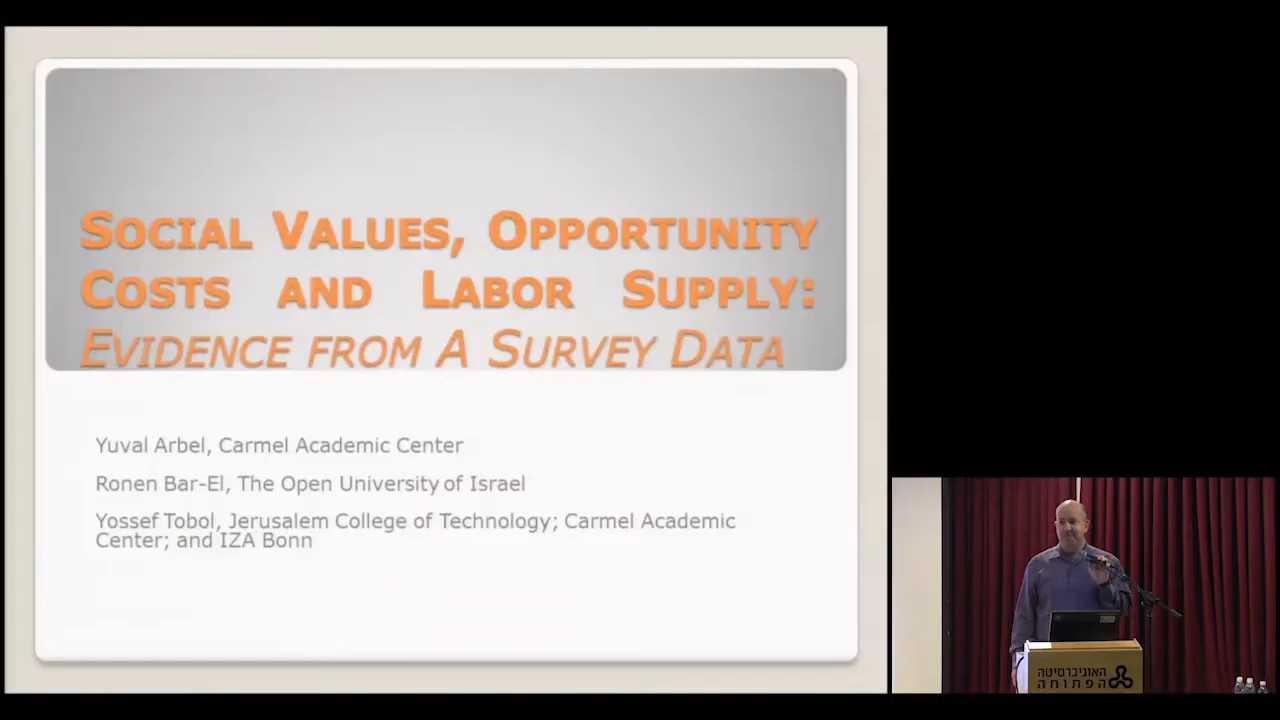 SOCIAL VALUES, OPPORTUNITY
COSTS AND LABOR SUPPLY:
EVIDENCE FROM A SURVEY DATA
Yuval Arbel, Carmel Academic Center
Ronen Bar-El, The Open University of Israel
Yossef Tobol, Jerusalem College of Technology; Carmel Academic
Center; and IZA Bonn
האוניברסיטה
הפתוחה